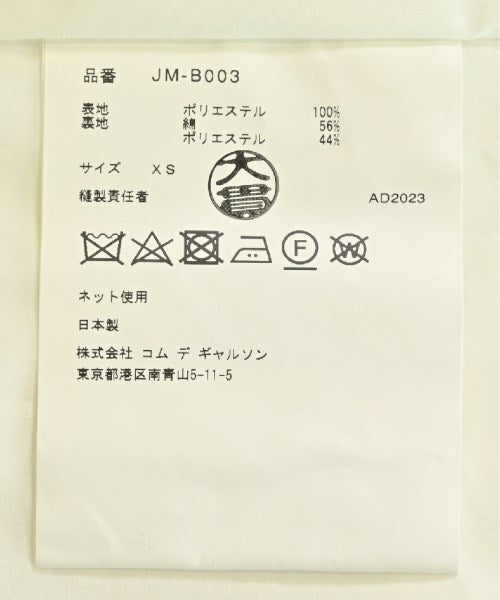 品番 JM-B003
表地 ポリエステル 100%
裏地 綿 56%
ポリエステル 44%
サイズ XS
大貫
縫製責任者 AD2023
F W
ネット使用
日本製
株式会社 コム デ ギャルソン
東京都港区南青山5-11-5